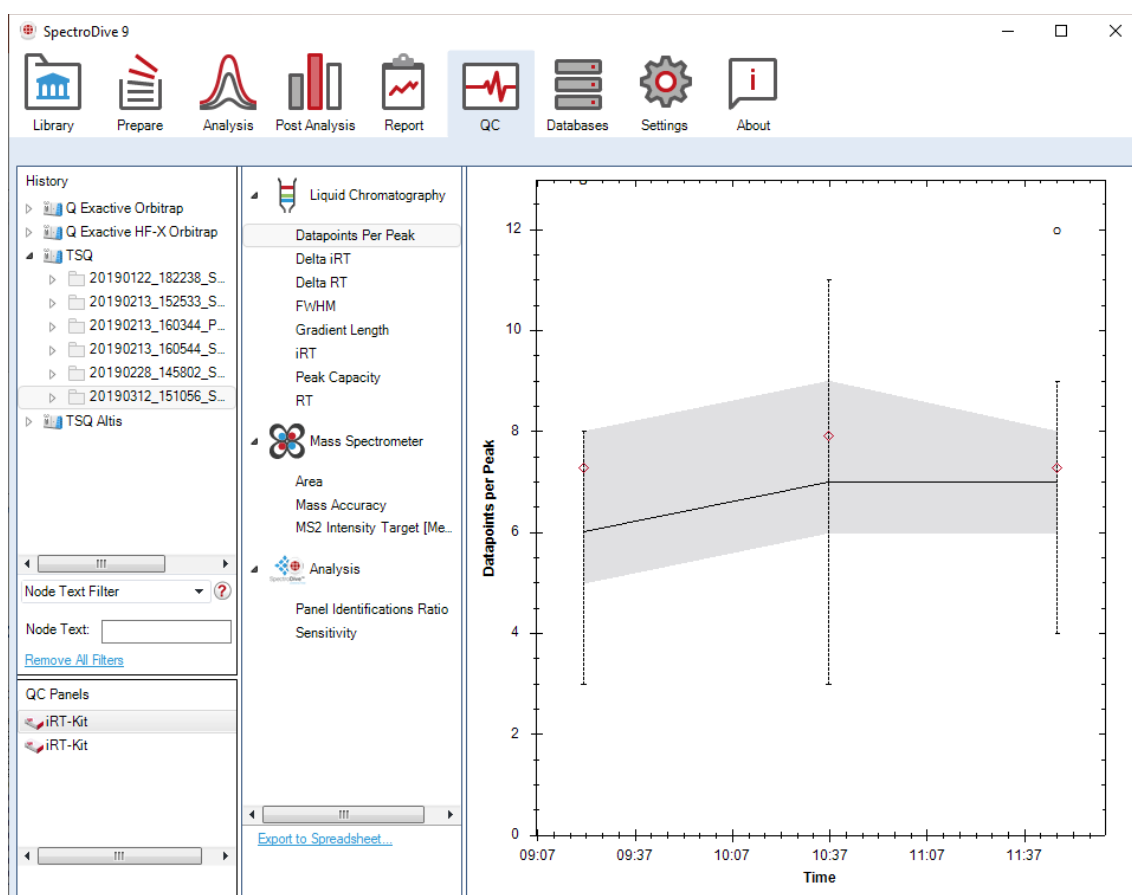 SpectroDive 9
Library Prepare Analysis Post Analysis Report QC Databases Settings About
History
Q Exactive Orbitrap
Q Exactive HF-X Orbitrap
TSQ
20190122_182238_S...
20190213_152533_S...
20190213_160344_P...
20190213_160544_S...
20190228_145802_S...
20190312_151056_S...
TSQ Altis
Node Text Filter
?
Node Text:
Remove All Filters
QC Panels
iRT-Kit
iRT-Kit
Liquid Chromatography
Datapoints Per Peak
Delta iRT
Delta RT
FWHM
Gradient Length
iRT
Peak Capacity
RT
Mass Spectrometer
Area
Mass Accuracy
MS2 Intensity Target [Me...
SpectroDive
Analysis
Panel Identifications Ratio
Sensitivity
Export to Spreadsheet...
Datapoints per Peak
12
10
8
6
4
2
0
09:07 09:37 10:07 10:37 11:07 11:37
Time